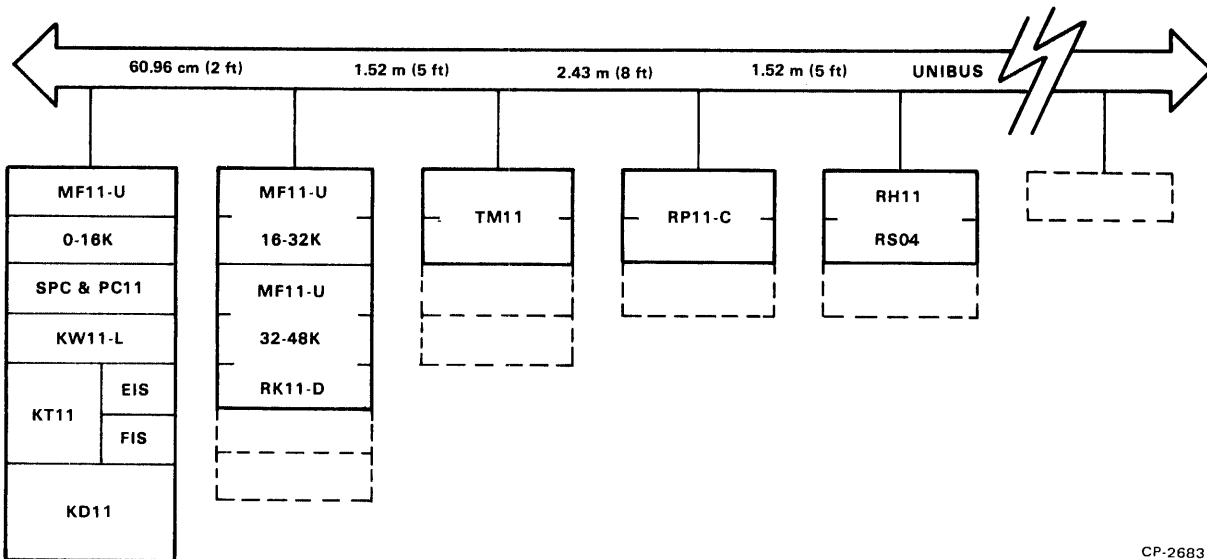 60.96 cm (2 ft)
1.52 m (5 ft)
2.43 m (8 ft)
1.52 m (5 ft)
UNIBUS
MF11-U
0-16K
SPC & PC11
KW11-L
KT11
EIS
FIS
KD11
MF11-U
16-32K
MF11-U
32-48K
RK11-D
TM11
RP11-C
RH11
RS04
CP-2683